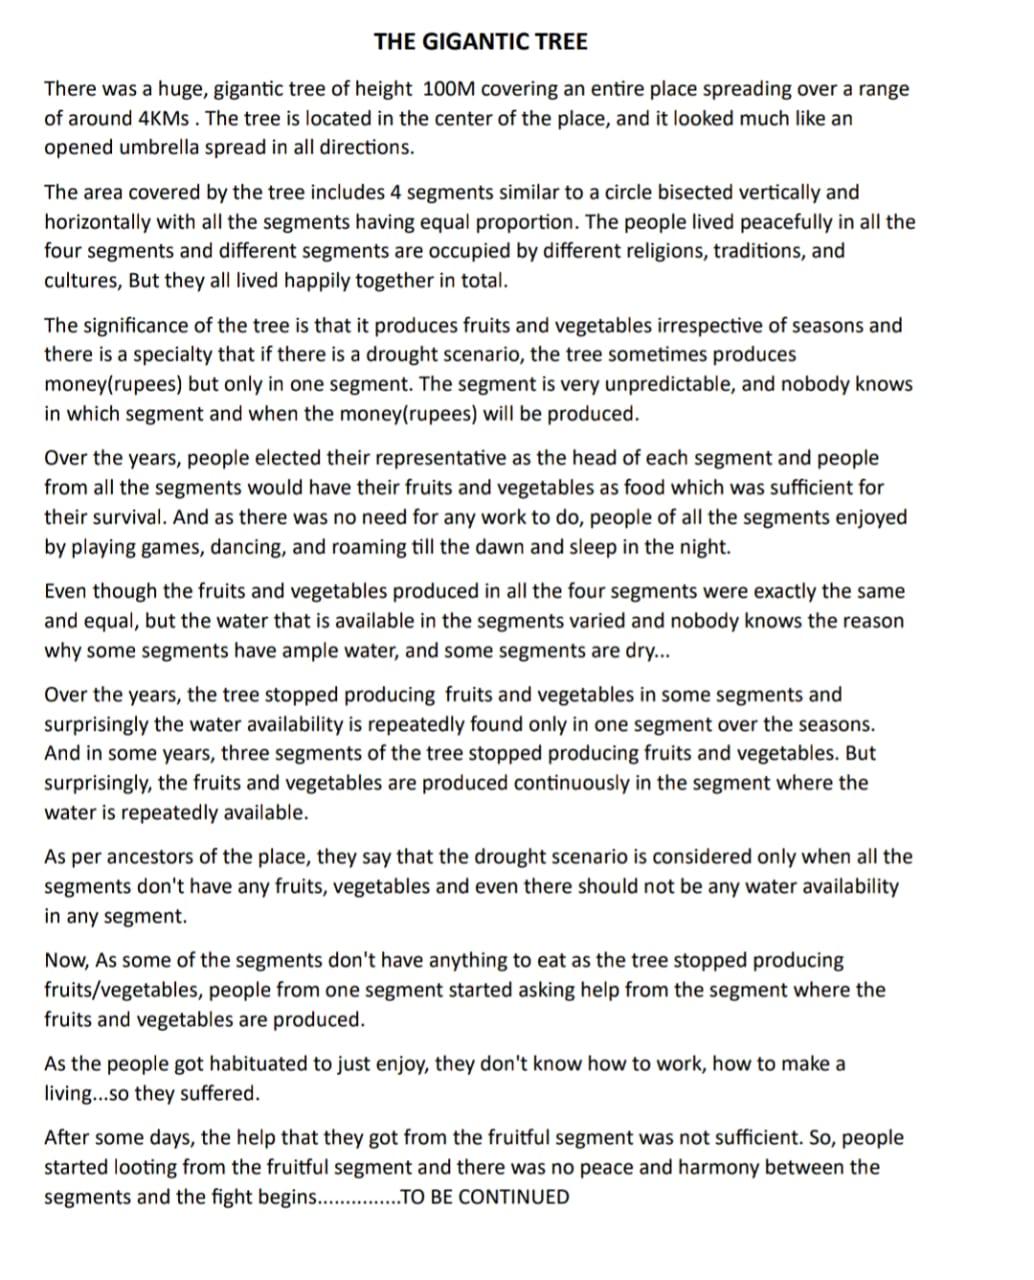 THE GIGANTIC TREE
There was a huge, gigantic tree of height  100M covering an entire place spreading over a range
of around 4KMs . The tree is located in the center of the place, and it looked much like an
opened umbrella spread in all directions.
The area covered by the tree includes 4 segments similar to a circle bisected vertically and
horizontally with all the segments having equal proportion. The people lived peacefully in all the
four segments and different segments are occupied by different religions, traditions, and
cultures, But they all lived happily together in total.
The significance of the tree is that it produces fruits and vegetables irrespective of seasons and
there is a specialty that if there is a drought scenario, the tree sometimes produces
money(rupees) but only in one segment. The segment is very unpredictable, and nobody knows
in which segment and when the money(rupees) will be produced.
Over the years, people elected their representative as the head of each segment and people
from all the segments would have their fruits and vegetables as food which was sufficient for
their survival. And as there was no need for any work to do, people of all the segments enjoyed
by playing games, dancing, and roaming till the dawn and sleep in the night.
Even though the fruits and vegetables produced in all the four segments were exactly the same
and equal, but the water that is available in the segments varied and nobody knows the reason
why some segments have ample water, and some segments are dry...
Over the years, the tree stopped producing  fruits and vegetables in some segments and
surprisingly the water availability is repeatedly found only in one segment over the seasons.
And in some years, three segments of the tree stopped producing fruits and vegetables. But
surprisingly, the fruits and vegetables are produced continuously in the segment where the
water is repeatedly available.
As per ancestors of the place, they say that the drought scenario is considered only when all the
segments don't have any fruits, vegetables and even there should not be any water availability
in any segment.
Now, As some of the segments don't have anything to eat as the tree stopped producing
fruits/vegetables, people from one segment started asking help from the segment where the
fruits and vegetables are produced.
As the people got habituated to just enjoy, they don't know how to work, how to make a
living...so they suffered.
After some days, the help that they got from the fruitful segment was not sufficient. So, people
started looting from the fruitful segment and there was no peace and harmony between the
segments and the fight begins...............TO BE CONTINUED